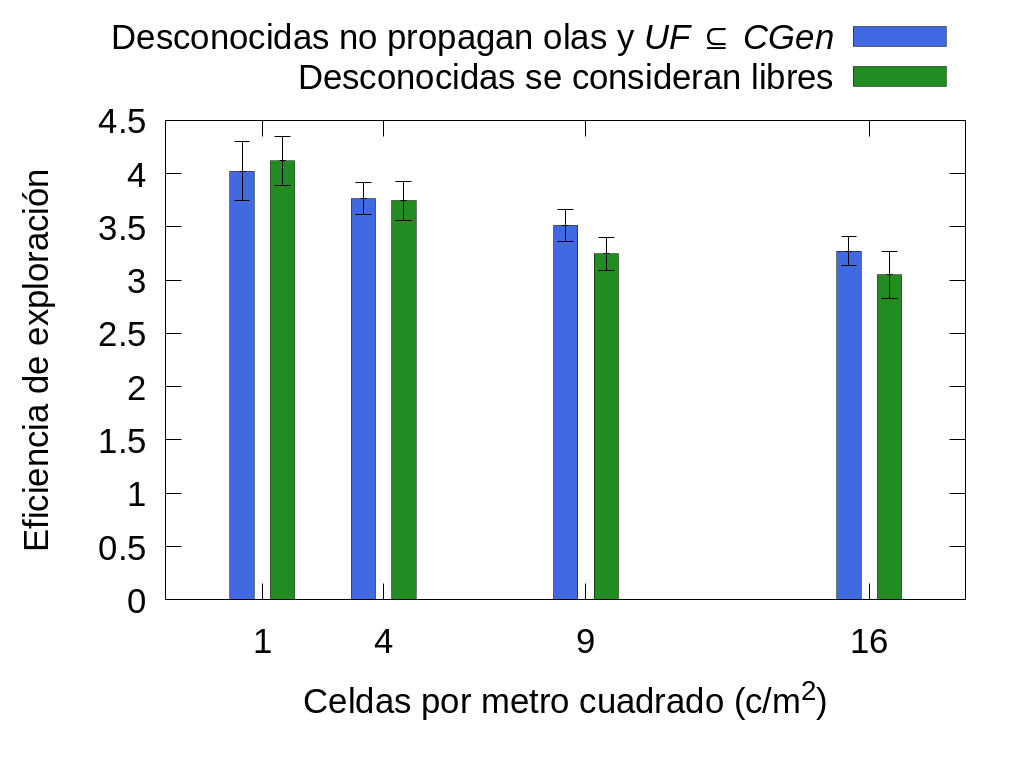 Desconocidas no propagan olas y UF ⊆ CGen
Desconocidas se consideran libres
4.5
4
3.5
3
2.5
2
1.5
1
0.5
0
Eficiencia de exploración
1 4 9 16
Celdas por metro cuadrado (c/m²)